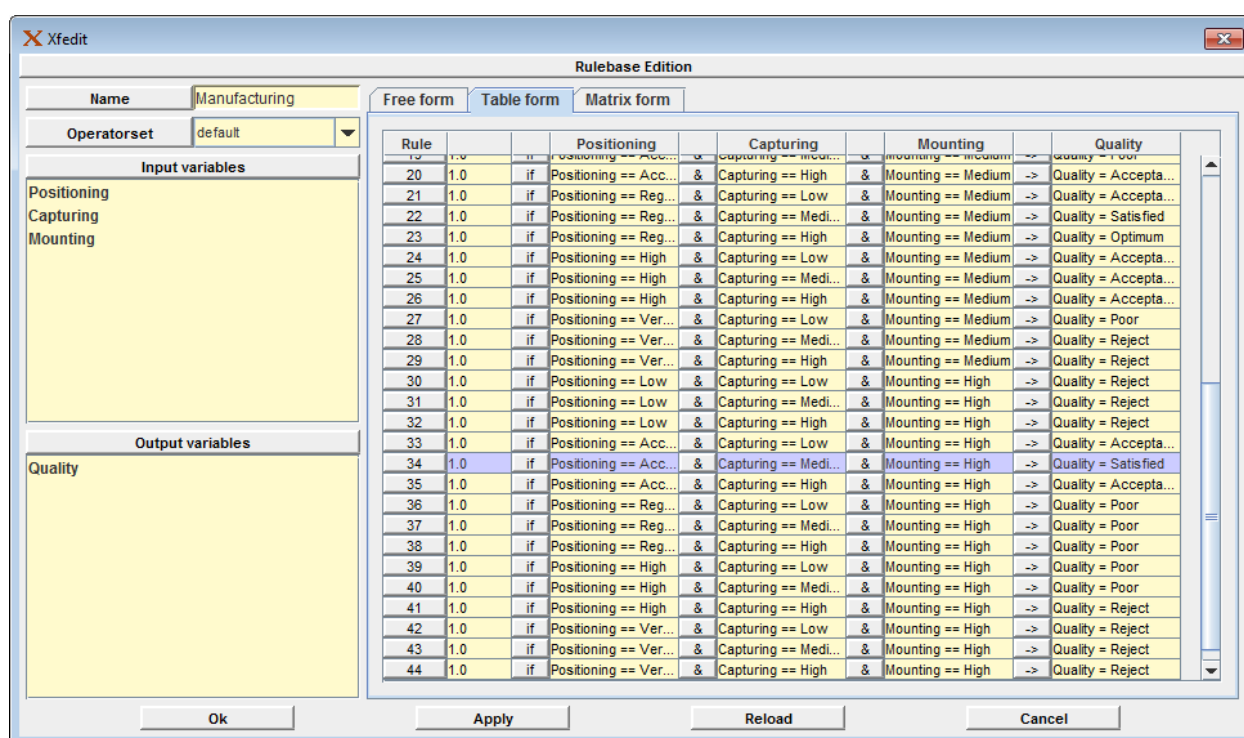 Xfedit
Rulebase Edition
Name Manufacturing
Operatorset default
Input variables
Positioning
Capturing
Mounting
Output variables
Quality
Free form Table form Matrix form
Rule Positioning Capturing Mounting Quality
19 1.0 if Positioning == Acc... & Capturing == Medi... & Mounting == Medium -> Quality = Poor
20 1.0 if Positioning == Acc... & Capturing == High & Mounting == Medium -> Quality = Accepta...
21 1.0 if Positioning == Reg... & Capturing == Low & Mounting == Medium -> Quality = Accepta...
22 1.0 if Positioning == Reg... & Capturing == Medi... & Mounting == Medium -> Quality = Satisfied
23 1.0 if Positioning == Reg... & Capturing == High & Mounting == Medium -> Quality = Optimum
24 1.0 if Positioning == High & Capturing == Low & Mounting == Medium -> Quality = Accepta...
25 1.0 if Positioning == High & Capturing == Medi... & Mounting == Medium -> Quality = Accepta...
26 1.0 if Positioning == High & Capturing == High & Mounting == Medium -> Quality = Accepta...
27 1.0 if Positioning == Ver... & Capturing == Low & Mounting == Medium -> Quality = Poor
28 1.0 if Positioning == Ver... & Capturing == Medi... & Mounting == Medium -> Quality = Reject
29 1.0 if Positioning == Ver... & Capturing == High & Mounting == Medium -> Quality = Reject
30 1.0 if Positioning == Low & Capturing == Low & Mounting == High -> Quality = Reject
31 1.0 if Positioning == Low & Capturing == Medi... & Mounting == High -> Quality = Reject
32 1.0 if Positioning == Low & Capturing == High & Mounting == High -> Quality = Reject
33 1.0 if Positioning == Acc... & Capturing == Low & Mounting == High -> Quality = Accepta...
34 1.0 if Positioning == Acc... & Capturing == Medi... & Mounting == High -> Quality = Satisfied
35 1.0 if Positioning == Acc... & Capturing == High & Mounting == High -> Quality = Accepta...
36 1.0 if Positioning == Reg... & Capturing == Low & Mounting == High -> Quality = Poor
37 1.0 if Positioning == Reg... & Capturing == Medi... & Mounting == High -> Quality = Poor
38 1.0 if Positioning == Reg... & Capturing == High & Mounting == High -> Quality = Poor
39 1.0 if Positioning == High & Capturing == Low & Mounting == High -> Quality = Poor
40 1.0 if Positioning == High & Capturing == Medi... & Mounting == High -> Quality = Poor
41 1.0 if Positioning == High & Capturing == High & Mounting == High -> Quality = Reject
42 1.0 if Positioning == Ver... & Capturing == Low & Mounting == High -> Quality = Reject
43 1.0 if Positioning == Ver... & Capturing == Medi... & Mounting == High -> Quality = Reject
44 1.0 if Positioning == Ver... & Capturing == High & Mounting == High -> Quality = Reject
Ok Apply Reload Cancel